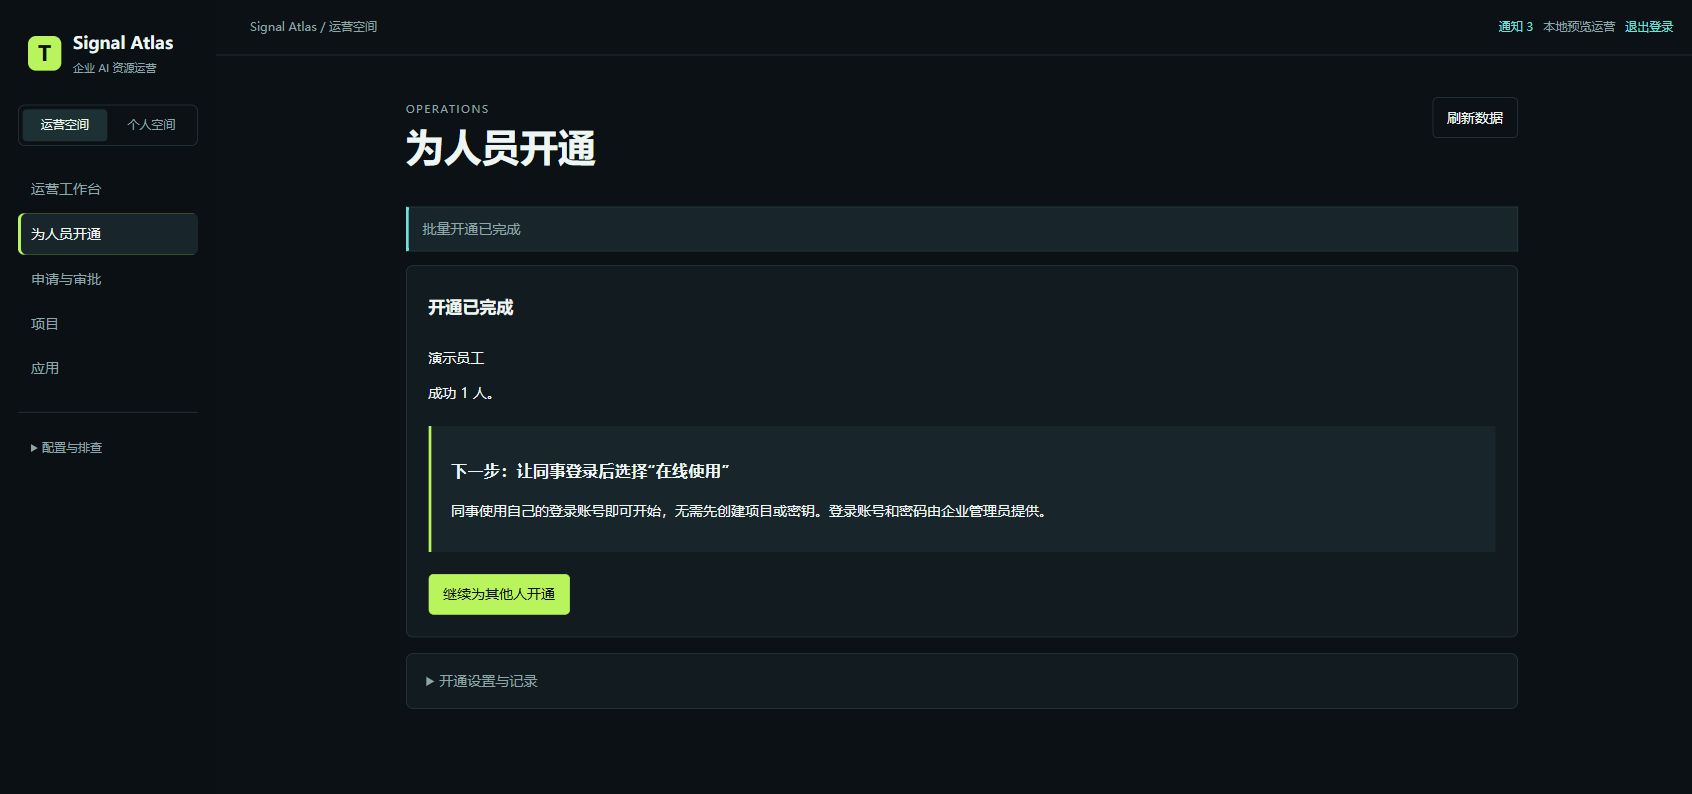 T
Signal Atlas
企业 AI 资源运营
运营空间
个人空间
运营工作台
为人员开通
申请与审批
项目
应用
配置与排查
Signal Atlas / 运营空间
通知 3 本地预览运营 退出登录
OPERATIONS
为人员开通
刷新数据
批量开通已完成
开通已完成
演示员工
成功 1 人。
下一步：让同事登录后选择“在线使用”
同事使用自己的登录账号即可开始，无需先创建项目或密钥。登录账号和密码由企业管理员提供。
继续为其他人开通
开通设置与记录